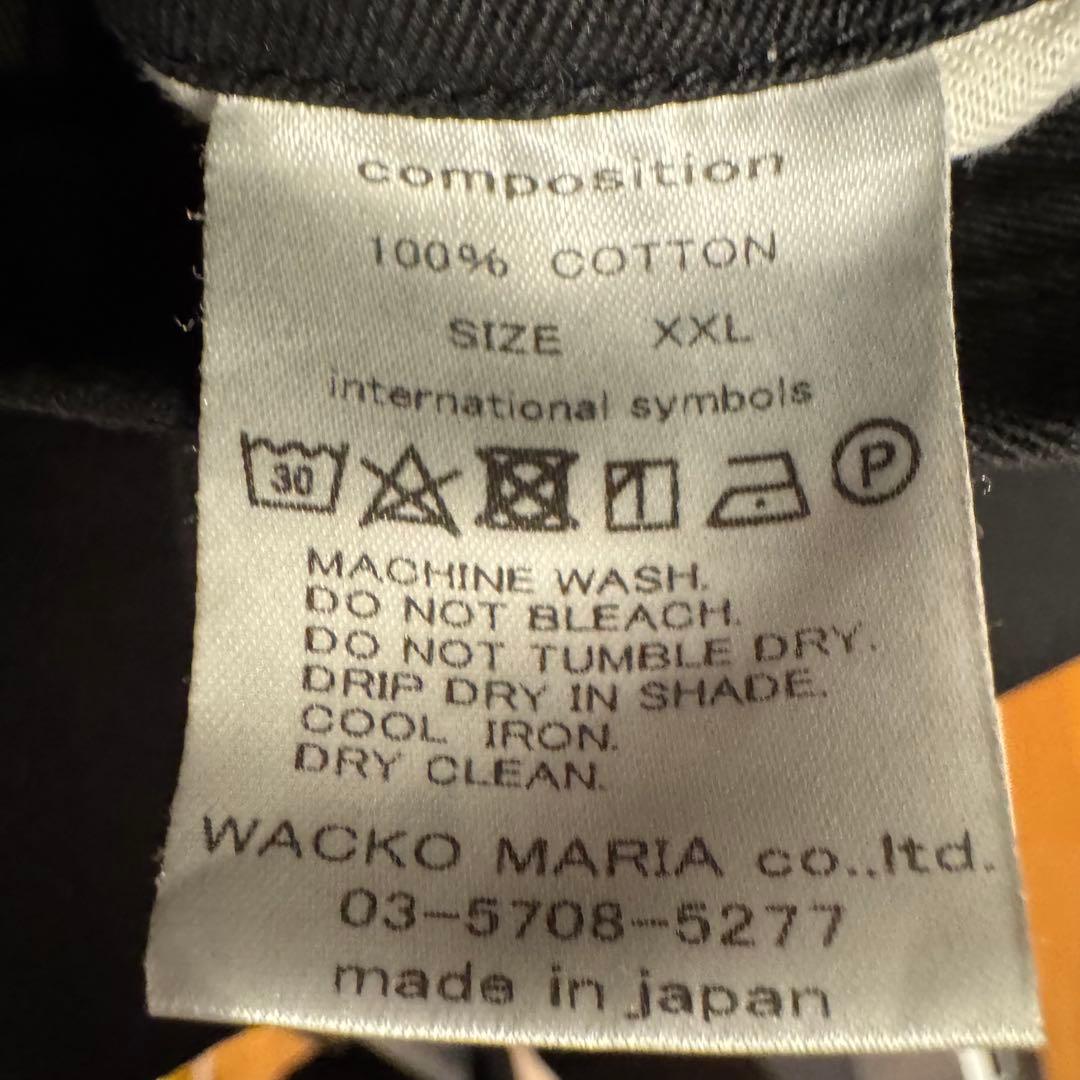 composition
100% COTTON
SIZE XXL
international symbols
30 P
MACHINE WASH.
DO NOT BLEACH.
DO NOT TUMBLE DRY.
DRIP DRY IN SHADE.
COOL IRON.
DRY CLEAN.
WACKO MARIA co.,ltd.
03-5708-5277
made in japan